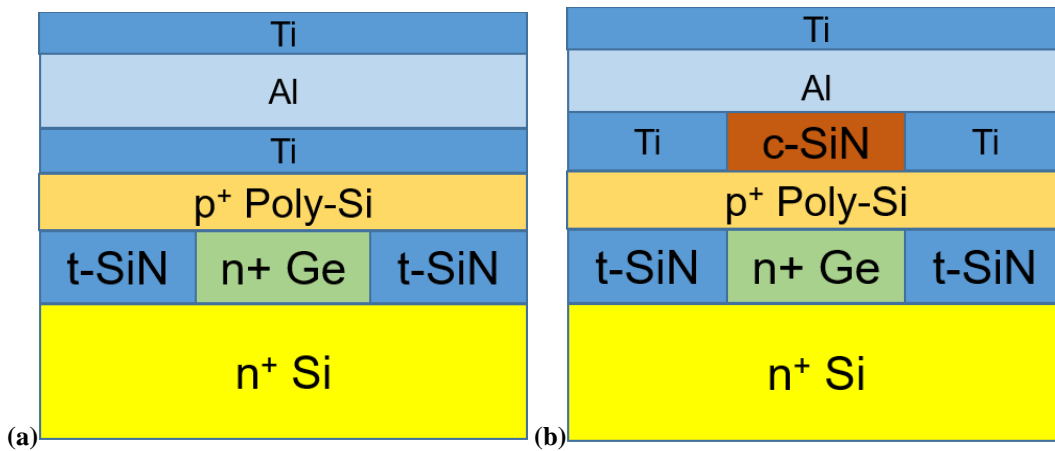 Ti
Al
Ti
p⁺ Poly-Si
t-SiN n+ Ge t-SiN
n⁺ Si
(a)
Ti
Al
Ti c-SiN Ti
p⁺ Poly-Si
t-SiN n+ Ge t-SiN
n⁺ Si
(b)